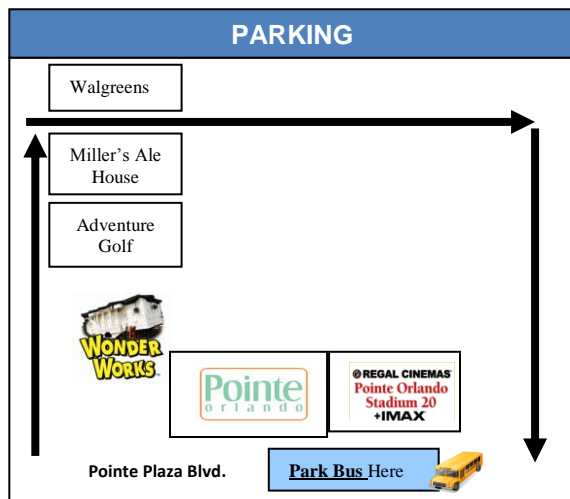 PARKING
Walgreens
Miller’s Ale
House
Adventure
Golf
WONDER
WORKS
Pointe
orlando
REGAL CINEMAS
Pointe Orlando
Stadium 20
+IMAX
Pointe Plaza Blvd.
Park Bus Here